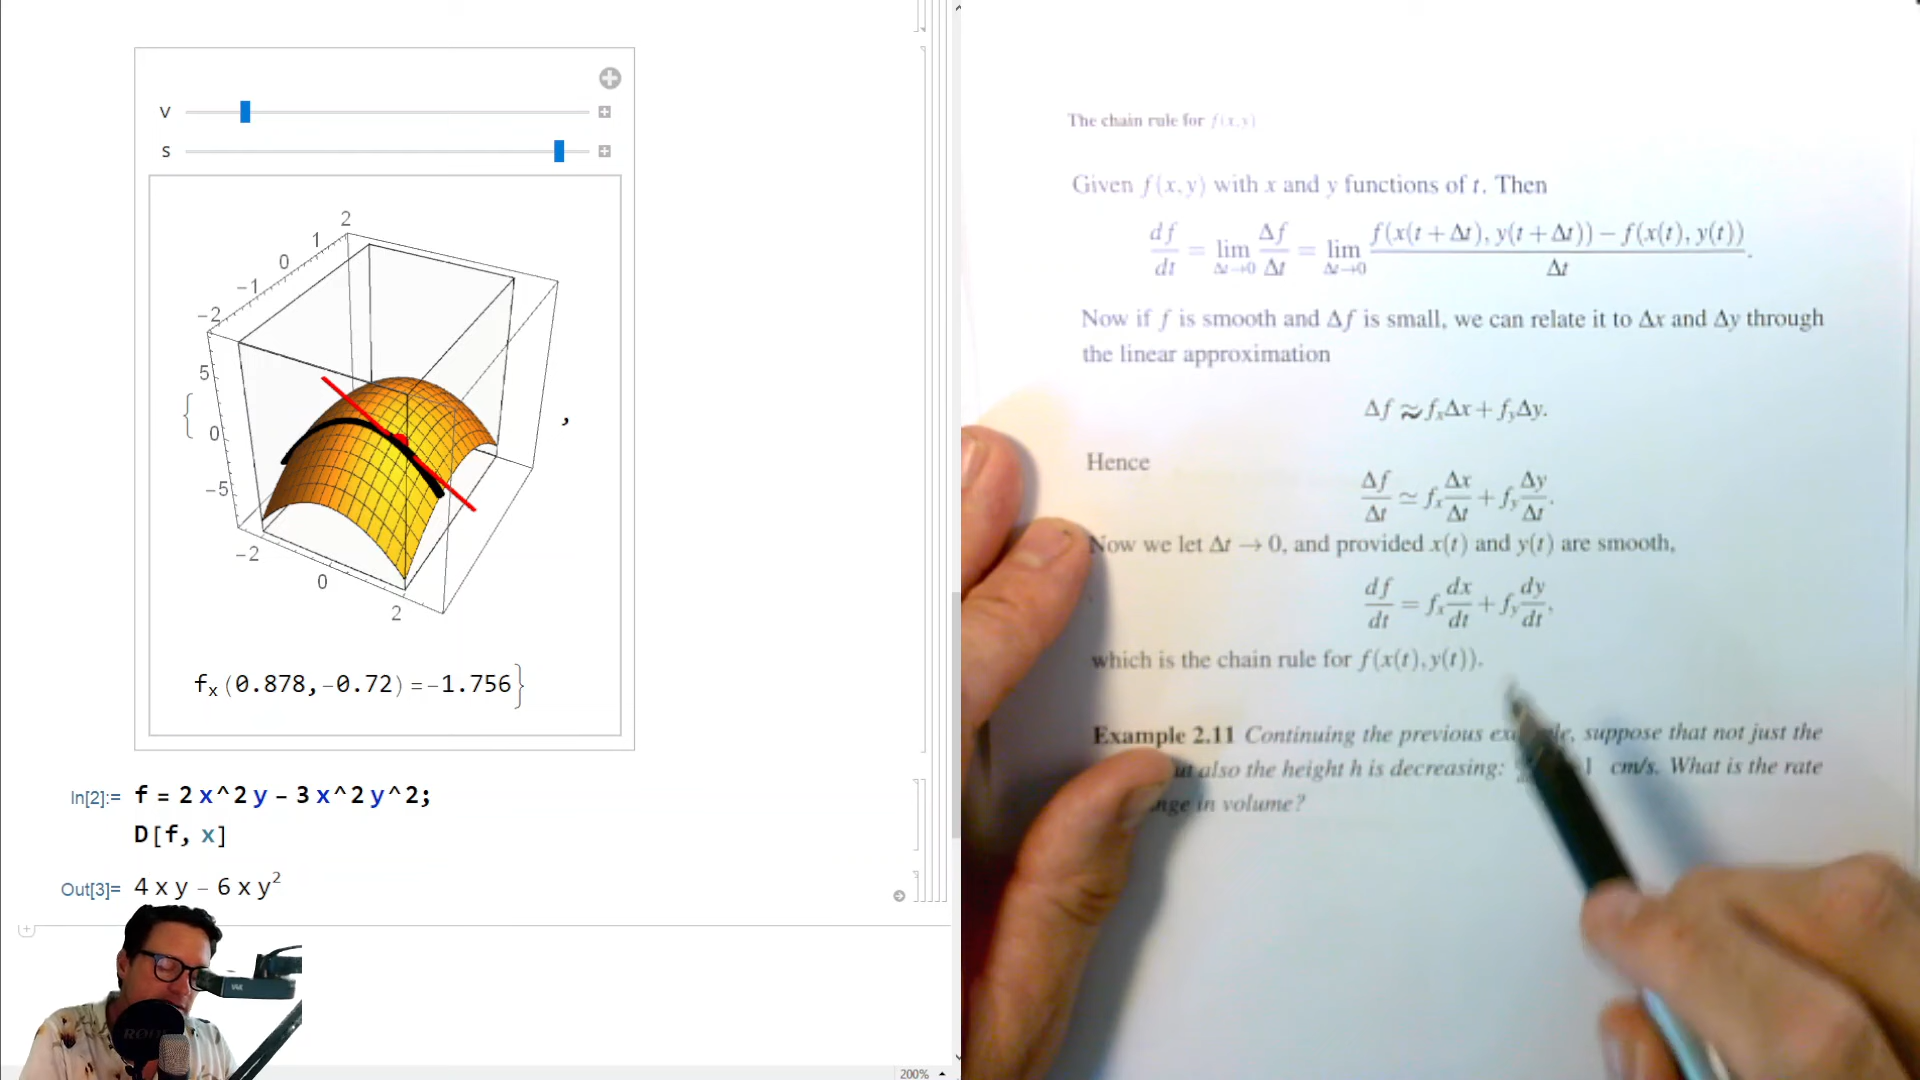 v
s
2
1
0
-1
-2
5
0
-5
-2
0
2
{ ,
fx (0.878,-0.72) =-1.756}
In[2]:= f = 2 x^2 y - 3 x^2 y^2;
D[f, x]
Out[3]= 4 x y - 6 x y²
200%
The chain rule for f(x,y)
Given f(x,y) with x and y functions of t. Then
df/dt = lim Δt→0 Δf/Δt = lim Δt→0 f(x(t+Δt),y(t+Δt)) − f(x(t),y(t))/Δt.
Now if f is smooth and Δf is small, we can relate it to Δx and Δy through
the linear approximation
Δf ≈ fxΔx + fyΔy.
Hence
Δf/Δt ≃ fx Δx/Δt + fy Δy/Δt.
Now we let Δt → 0, and provided x(t) and y(t) are smooth,
df/dt = fx dx/dt + fy dy/dt,
which is the chain rule for f(x(t),y(t)).
Example 2.11 Continuing the previous suppose that not just the
also the height h is decreasing: 1 cm/s. What is the rate
in volume?